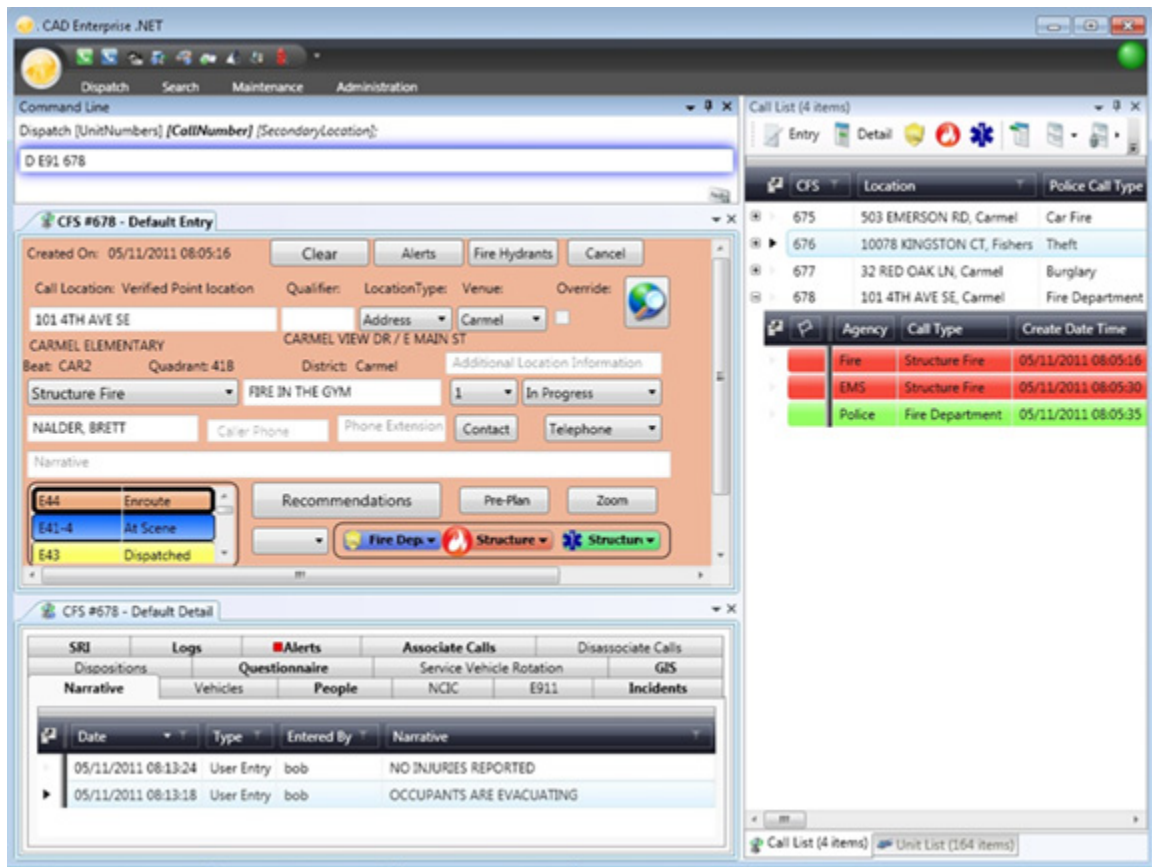 . CAD Enterprise .NET
Dispatch Search Maintenance Administration
Command Line
Dispatch [UnitNumbers] [CallNumber] [SecondaryLocation];
D E91 678
CFS #678 - Default Entry
Created On: 05/11/2011 08:05:16 Clear Alerts Fire Hydrants Cancel
Call Location: Verified Point location Qualifier: LocationType: Venue: Override:
101 4TH AVE SE Address Carmel
CARMEL ELEMENTARY CARMEL VIEW DR / E MAIN ST
Beat: CAR2 Quadrant: 418 District: Carmel Additional Location Information
Structure Fire FIRE IN THE GYM 1 In Progress
NALDER, BRETT Caller Phone Phone Extension Contact Telephone
Narrative
E44 Enroute Recommendations Pre-Plan Zoom
E41-4 At Scene
Fire Dep. Structure Structure
E43 Dispatched
CFS #678 - Default Detail
SRI Logs Alerts Associate Calls Disassociate Calls
Dispositions Questionnaire Service Vehicle Rotation GIS
Narrative Vehicles People NCIC E911 Incidents
Date Type Entered By Narrative
05/11/2011 08:13:24 User Entry bob NO INJURIES REPORTED
05/11/2011 08:13:18 User Entry bob OCCUPANTS ARE EVACUATING
Call List (4 items)
Entry Detail
CFS Location Police Call Type
675 503 EMERSON RD, Carmel Car Fire
676 10078 KINGSTON CT, Fishers Theft
677 32 RED OAK LN, Carmel Burglary
678 101 4TH AVE SE, Carmel Fire Department
Agency Call Type Create Date Time
Fire Structure Fire 05/11/2011 08:05:16
EMS Structure Fire 05/11/2011 08:05:30
Police Fire Department 05/11/2011 08:05:35
Call List (4 items) Unit List (164 items)